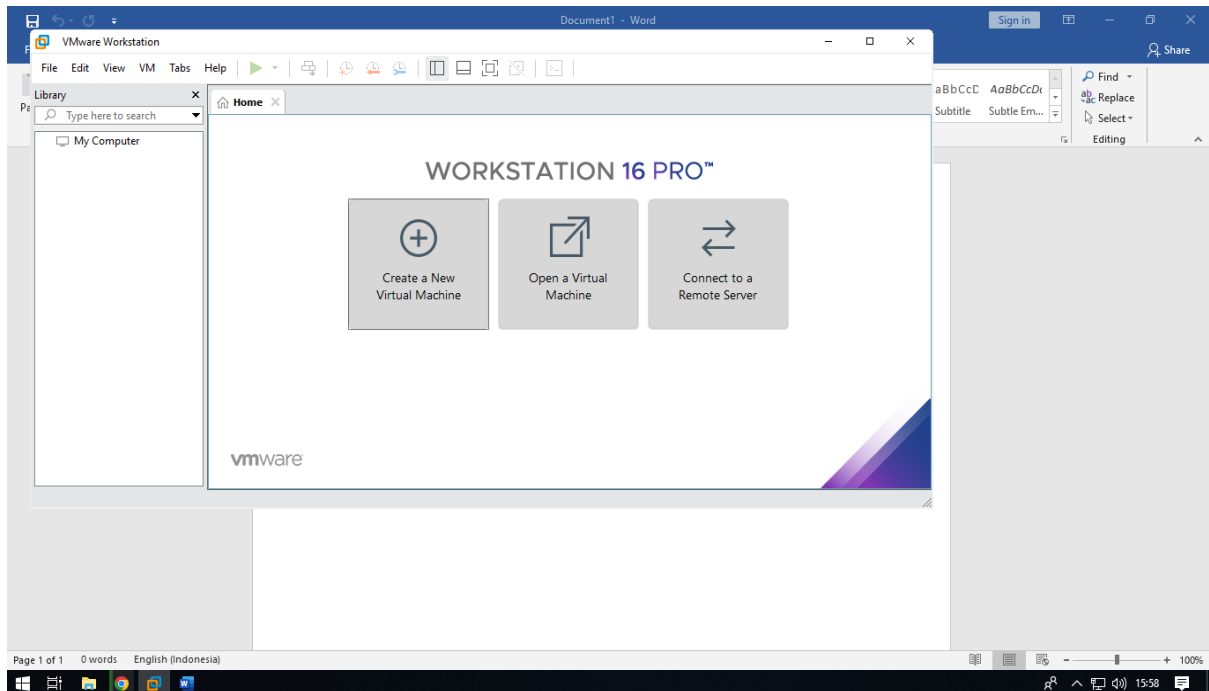 Document1 - Word
Sign in
Share
VMware Workstation
File Edit View VM Tabs Help
Library
Type here to search
My Computer
Home
WORKSTATION 16 PRO™
Create a New
Virtual Machine
Open a Virtual
Machine
Connect to a
Remote Server
vmware
AaBbCcDc
Subtitle
Subtle Em...
Find
Replace
Select
Editing
Page 1 of 1
0 words
English (Indonesia)
100%
15:58